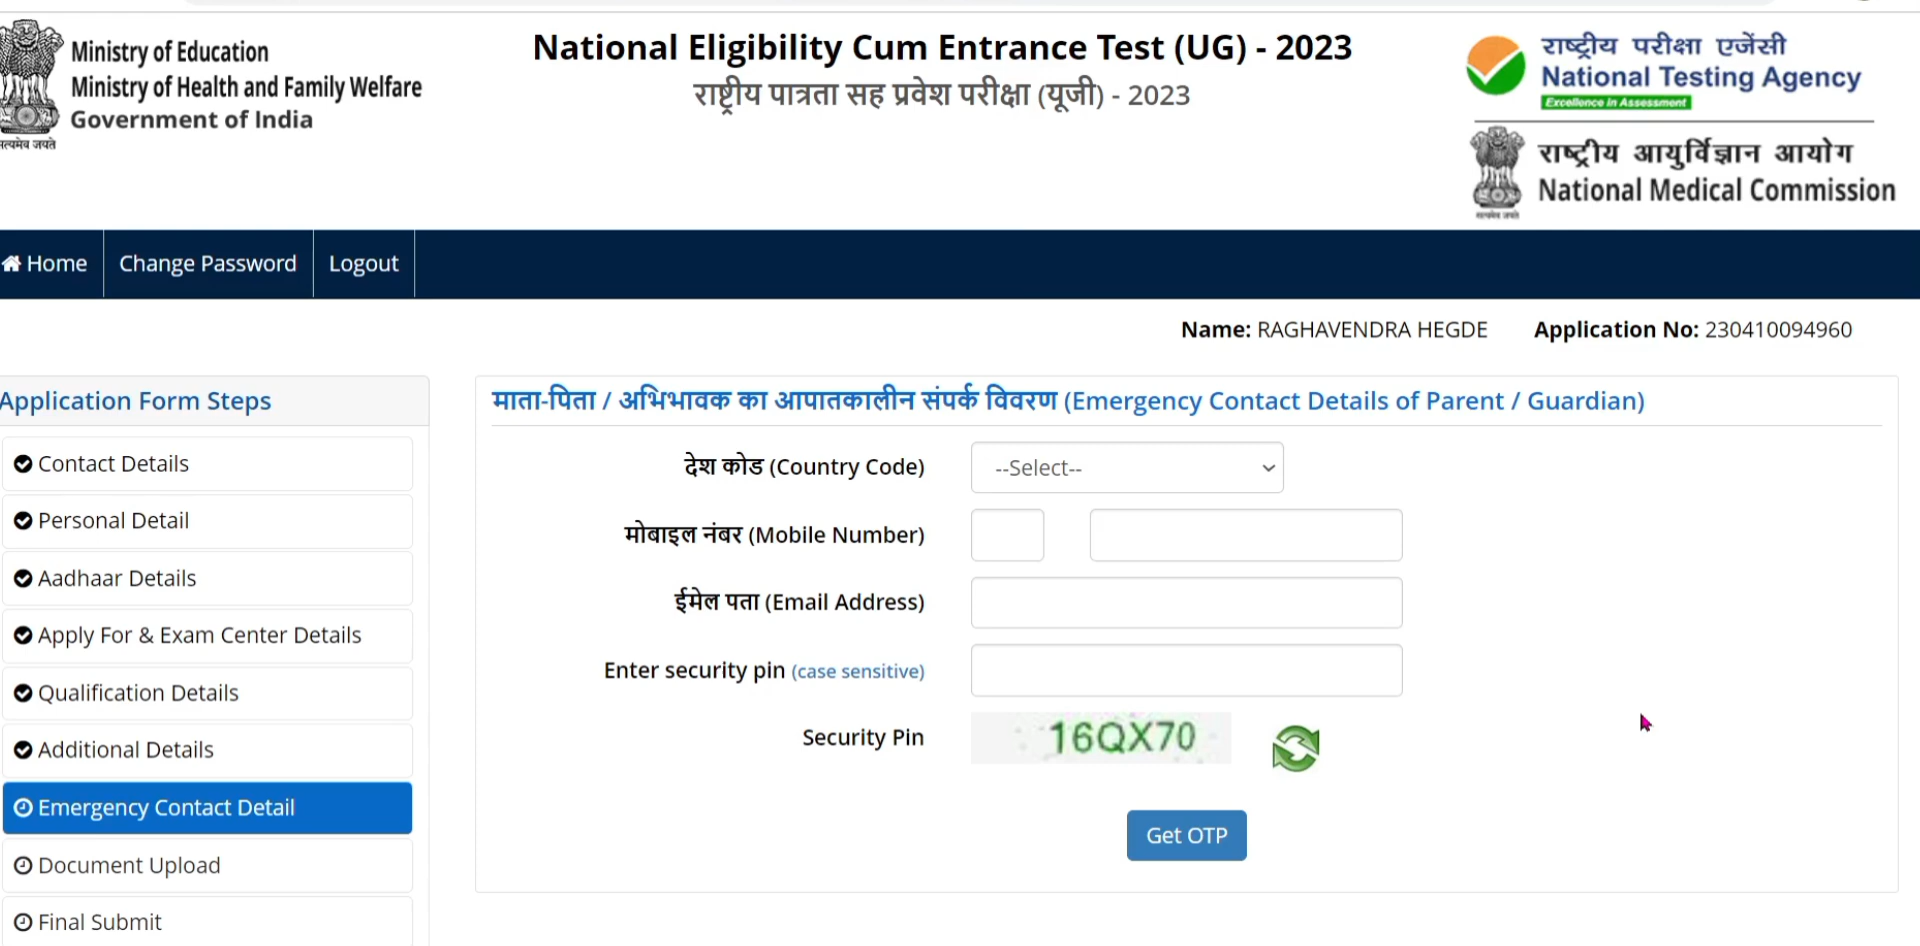 Ministry of Education
Ministry of Health and Family Welfare
Government of India
सत्यमेव जयते
National Eligibility Cum Entrance Test (UG) - 2023
राष्ट्रीय पात्रता सह प्रवेश परीक्षा (यूजी) - 2023
राष्ट्रीय परीक्षा एजेंसी
National Testing Agency
Excellence in Assessment
राष्ट्रीय आयुर्विज्ञान आयोग
National Medical Commission
सत्यमेव जयते
Home Change Password Logout
Name: RAGHAVENDRA HEGDE Application No: 230410094960
Application Form Steps
Contact Details
Personal Detail
Aadhaar Details
Apply For & Exam Center Details
Qualification Details
Additional Details
Emergency Contact Detail
Document Upload
Final Submit
माता-पिता / अभिभावक का आपातकालीन संपर्क विवरण (Emergency Contact Details of Parent / Guardian)
देश कोड (Country Code) --Select--
मोबाइल नंबर (Mobile Number)
ईमेल पता (Email Address)
Enter security pin (case sensitive)
Security Pin 16QX70
Get OTP